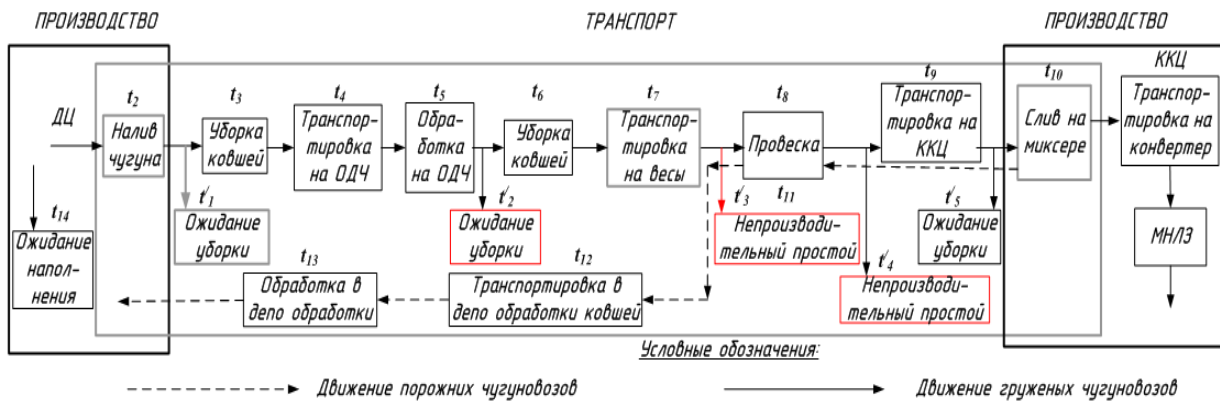 ПРОИЗВОДСТВО
ТРАНСПОРТ
ПРОИЗВОДСТВО
ДЦ
t2
Налив
чугуна
t3
Уборка
ковшей
t4
Транспор-
тировка
на ОДЧ
t5
Обра-
ботка
на ОДЧ
t6
Уборка
ковшей
t7
Транспор-
тировка
на весы
t8
Провеска
t9
Транспор-
тировка на
ККЦ
t10
Слив на
миксере
ККЦ
Транспор-
тировка на
конвертер
МНЛЗ
t14
Ожидание
напол-
нения
t/1
Ожидание
уборки
t/2
Ожидание
уборки
t/3
Непроизводи-
тельный простой
t11
t/4
Непроизводи-
тельный простой
t/5
Ожидание
уборки
t13
Обработка в
депо обработки
t12
Транспортировка в
депо обработки ковшей
Условные обозначения:
Движение порожних чугуновозов
Движение груженых чугуновозов